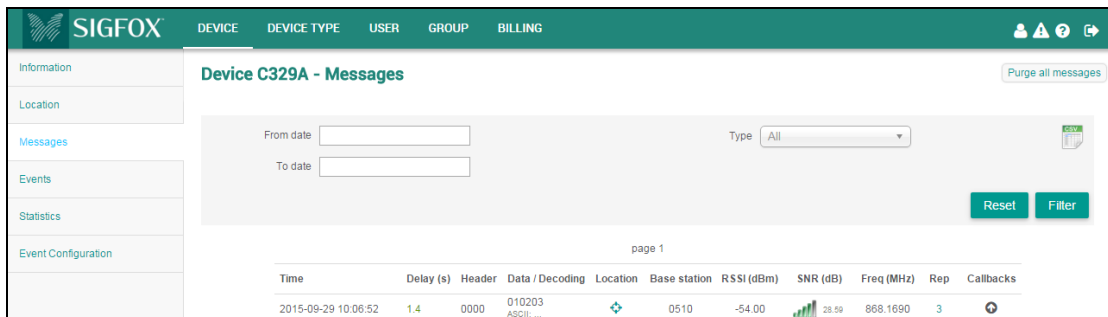 SIGFOX DEVICE DEVICE TYPE USER GROUP BILLING
Information
Location
Messages
Events
Statistics
Event Configuration
Device C329A - Messages
Purge all messages
From date
Type All
CSV
To date
Reset Filter
page 1
Time Delay (s) Header Data / Decoding Location Base station RSSI (dBm) SNR (dB) Freq (MHz) Rep Callbacks
2015-09-29 10:06:52 1.4 0000 010203 0510 -54.00 28.59 868.1690 3
ASCII: ...